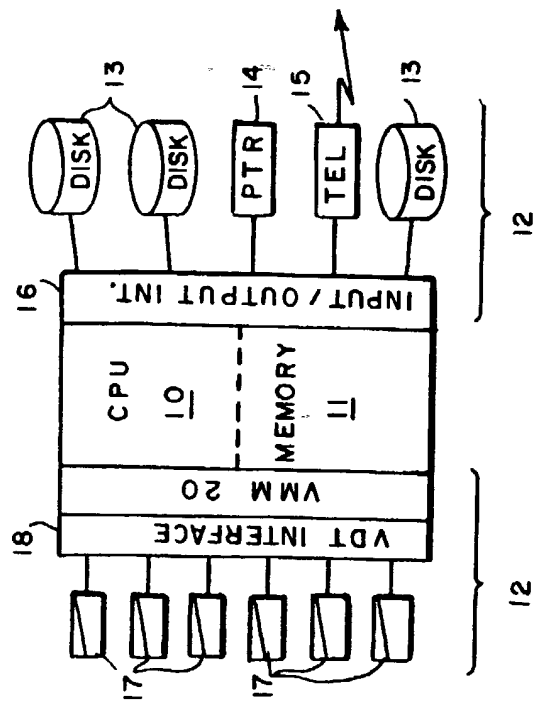 16
13
DISK
DISK
14
PTR
15
TEL
13
DISK
12
INPUT / OUTPUT INT.
CPU
10
MEMORY
11
VMM 20
VDT INTERFACE
18
17
17
12